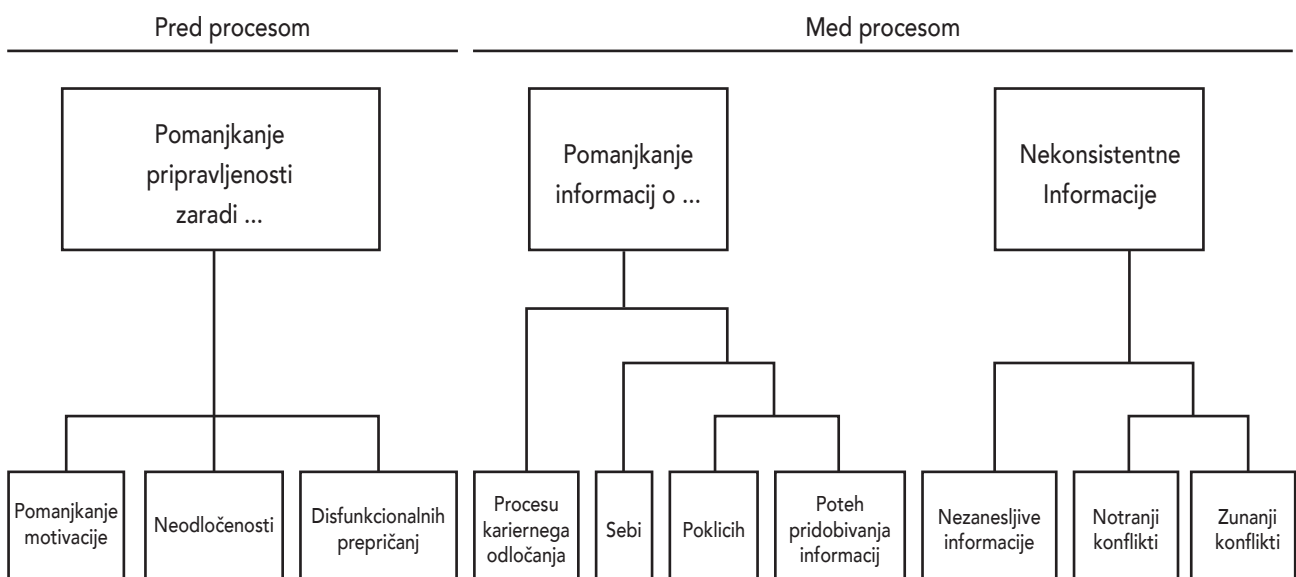 Pred procesom
Med procesom
Pomanjkanje
pripravljenosti
zaradi ...
Pomanjkanje
informacij o ...
Nekonsistentne
Informacije
Pomanjkanje
motivacije
Neodločenosti
Disfunkcionalnih
prepričanj
Procesu
kariernega
odločanja
Sebi
Poklicih
Poteh
pridobivanja
informacij
Nezanesljive
informacije
Notranji
konflikti
Zunanji
konflikti